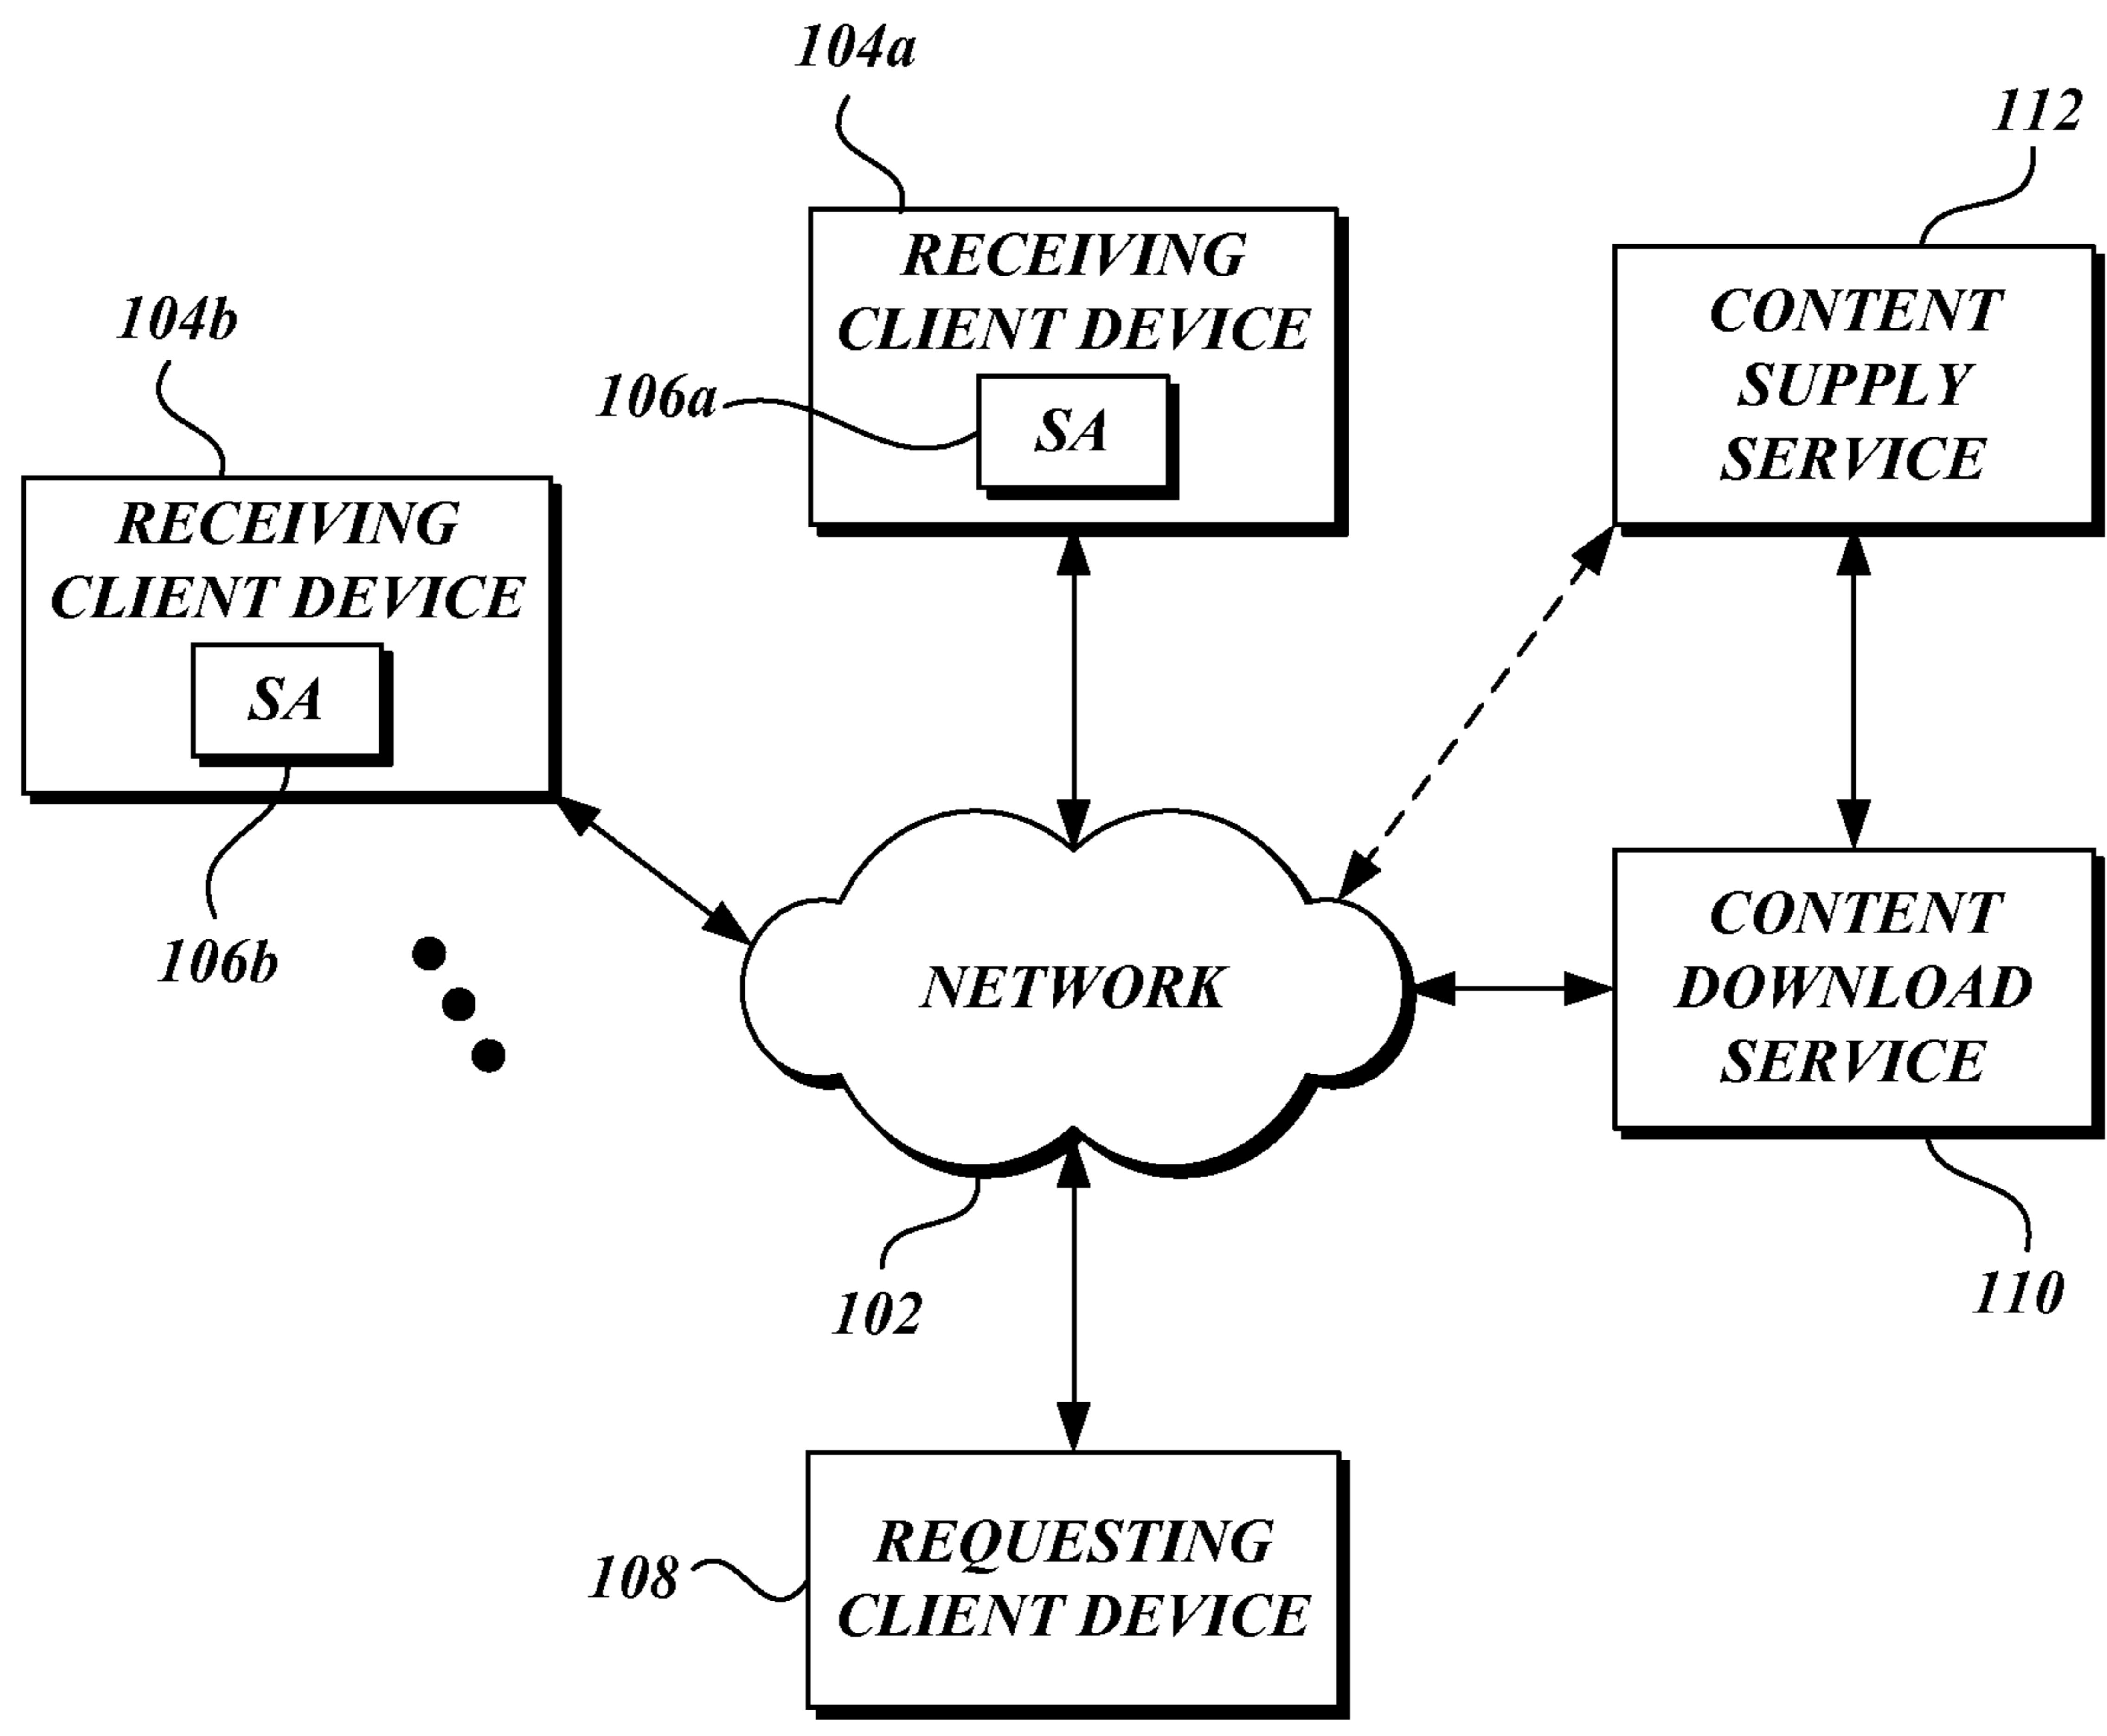 104a
112
RECEIVING
CLIENT DEVICE
106a
SA
CONTENT
SUPPLY
SERVICE
104b
RECEIVING
CLIENT DEVICE
SA
106b
NETWORK
CONTENT
DOWNLOAD
SERVICE
102
110
REQUESTING
CLIENT DEVICE
108